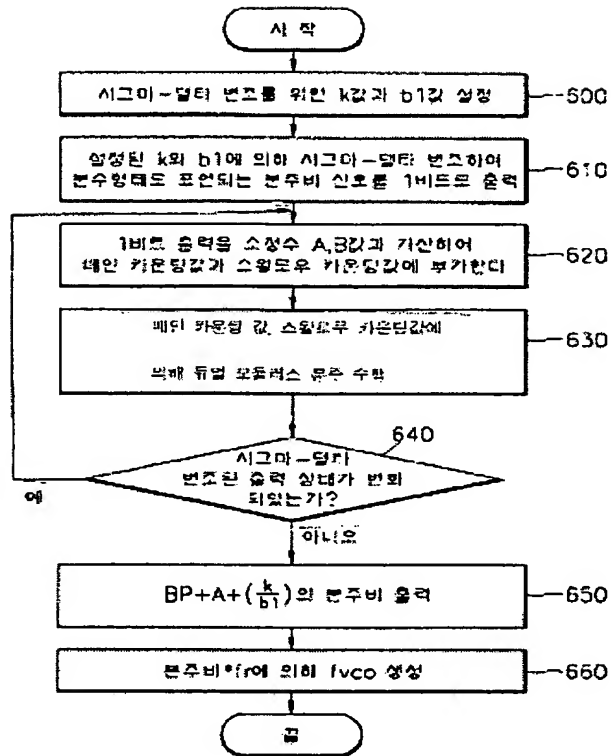 시 작
시그마-델타 변조를 위한 k값과 b1값 설정
600
설정된 k와 b1에 의해 시그마-델타 변조하여
분수형태로 표현되는 분주비 신호를 1비트로 출력
610
1비트 출력을 소정수 A,B값과 가산하여
메인 카운팅값과 스왈로우 카운팅값에 부가한다
620
메인 카운팅 값, 스왈로우 카운팅값에
의해 듀얼 모듈러스 분주 수행
630
640
시그마-델타
변조된 출력 상태가 변화
되었는가?
예
아니요
BP+A+(k/b1)의 분주비 출력
650
분주비*fr에 의해 fvco 생성
660
끝